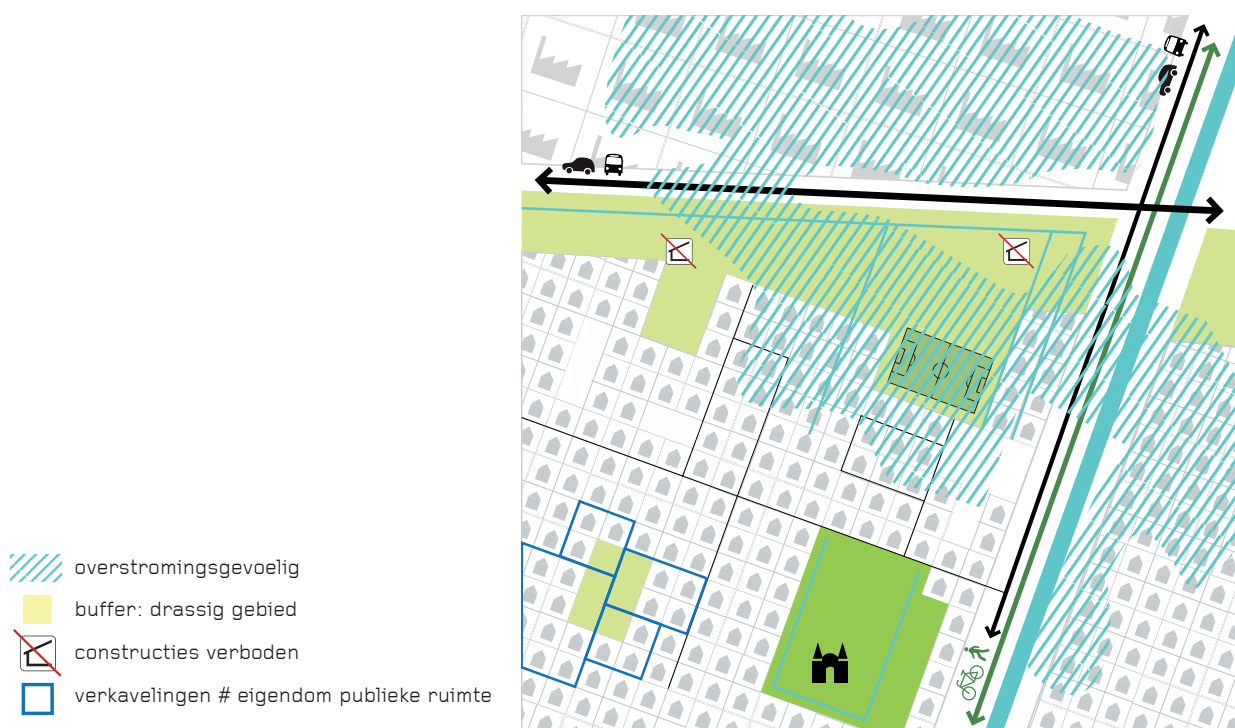 overstromingsgevoelig
buffer: drassig gebied
constructies verboden
verkavelingen # eigendom publieke ruimte